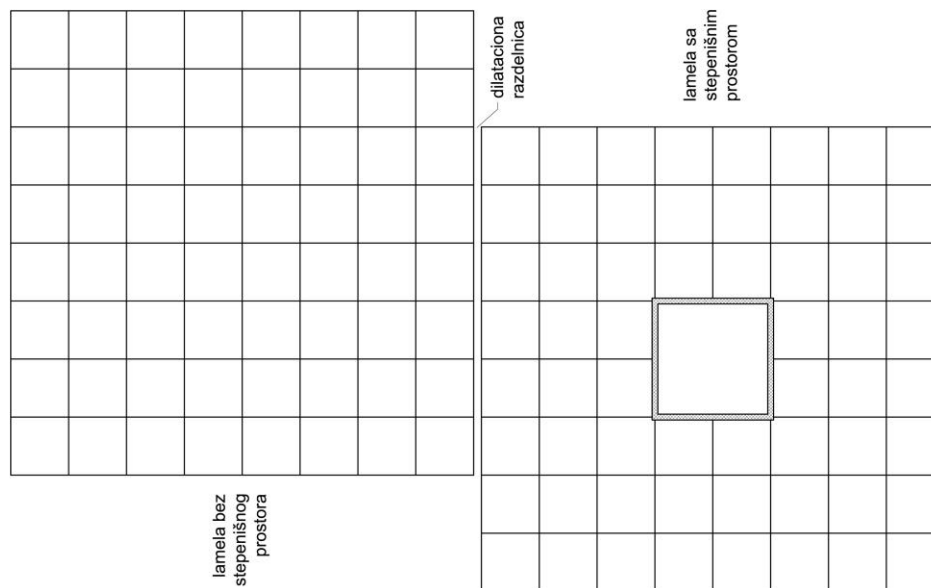 lamela bez
stepenišnog
prostora
dilataciona
razdelnica
lamela sa
stepenišnim
prostorom